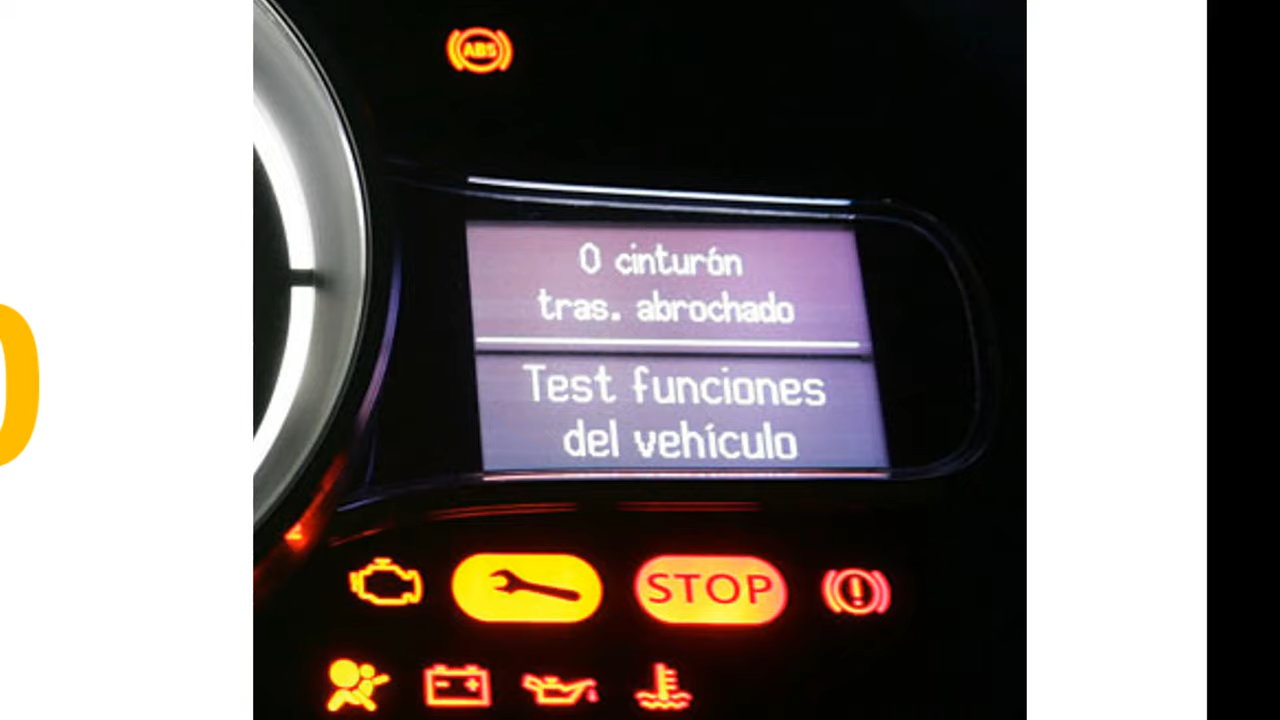 ABS
0 cinturón
tras. abrochado
Test funciones
del vehículo
STOP